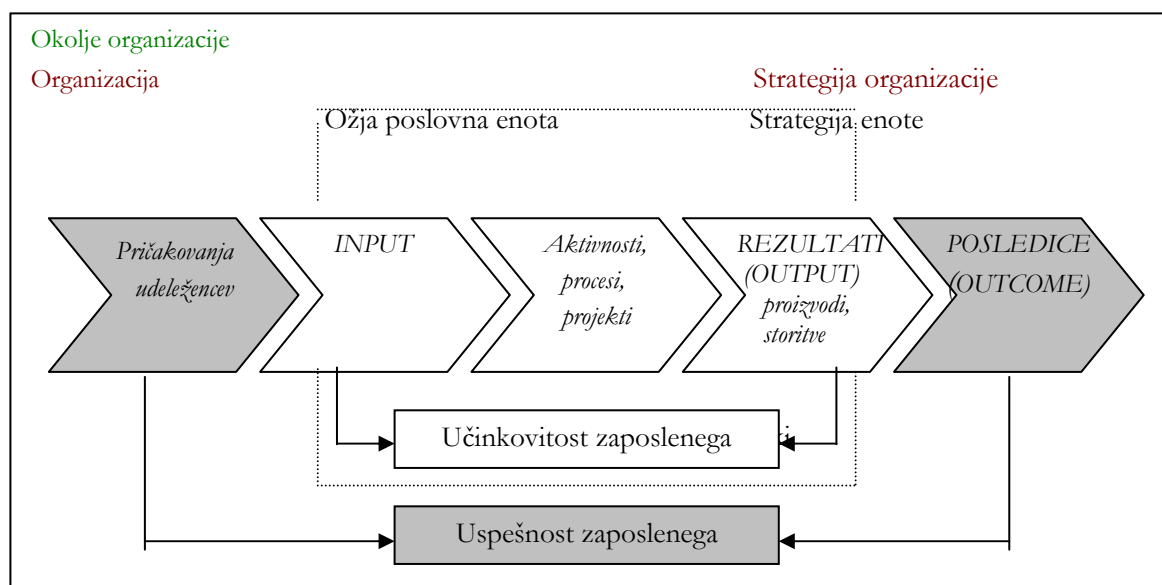 Okolje organizacije
Organizacija
Strategija organizacije
Ožja poslovna enota
Strategija enote
Pričakovanja
udeležencev
INPUT
Aktivnosti,
procesi,
projekti
REZULTATI
(OUTPUT)
proizvodi,
storitve
POSLEDICE
(OUTCOME)
Učinkovitost zaposlenega
Uspešnost zaposlenega